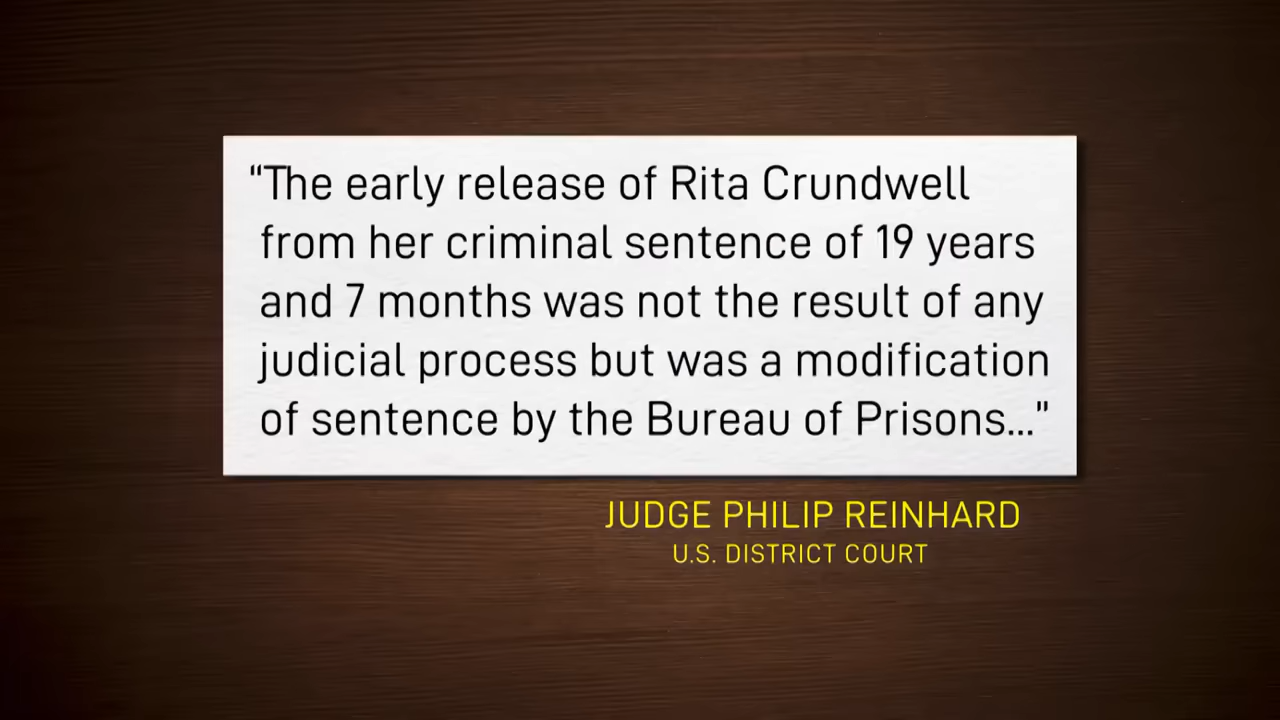 “The early release of Rita Crundwell
from her criminal sentence of 19 years
and 7 months was not the result of any
judicial process but was a modification
of sentence by the Bureau of Prisons...”
JUDGE PHILIP REINHARD
U.S. DISTRICT COURT